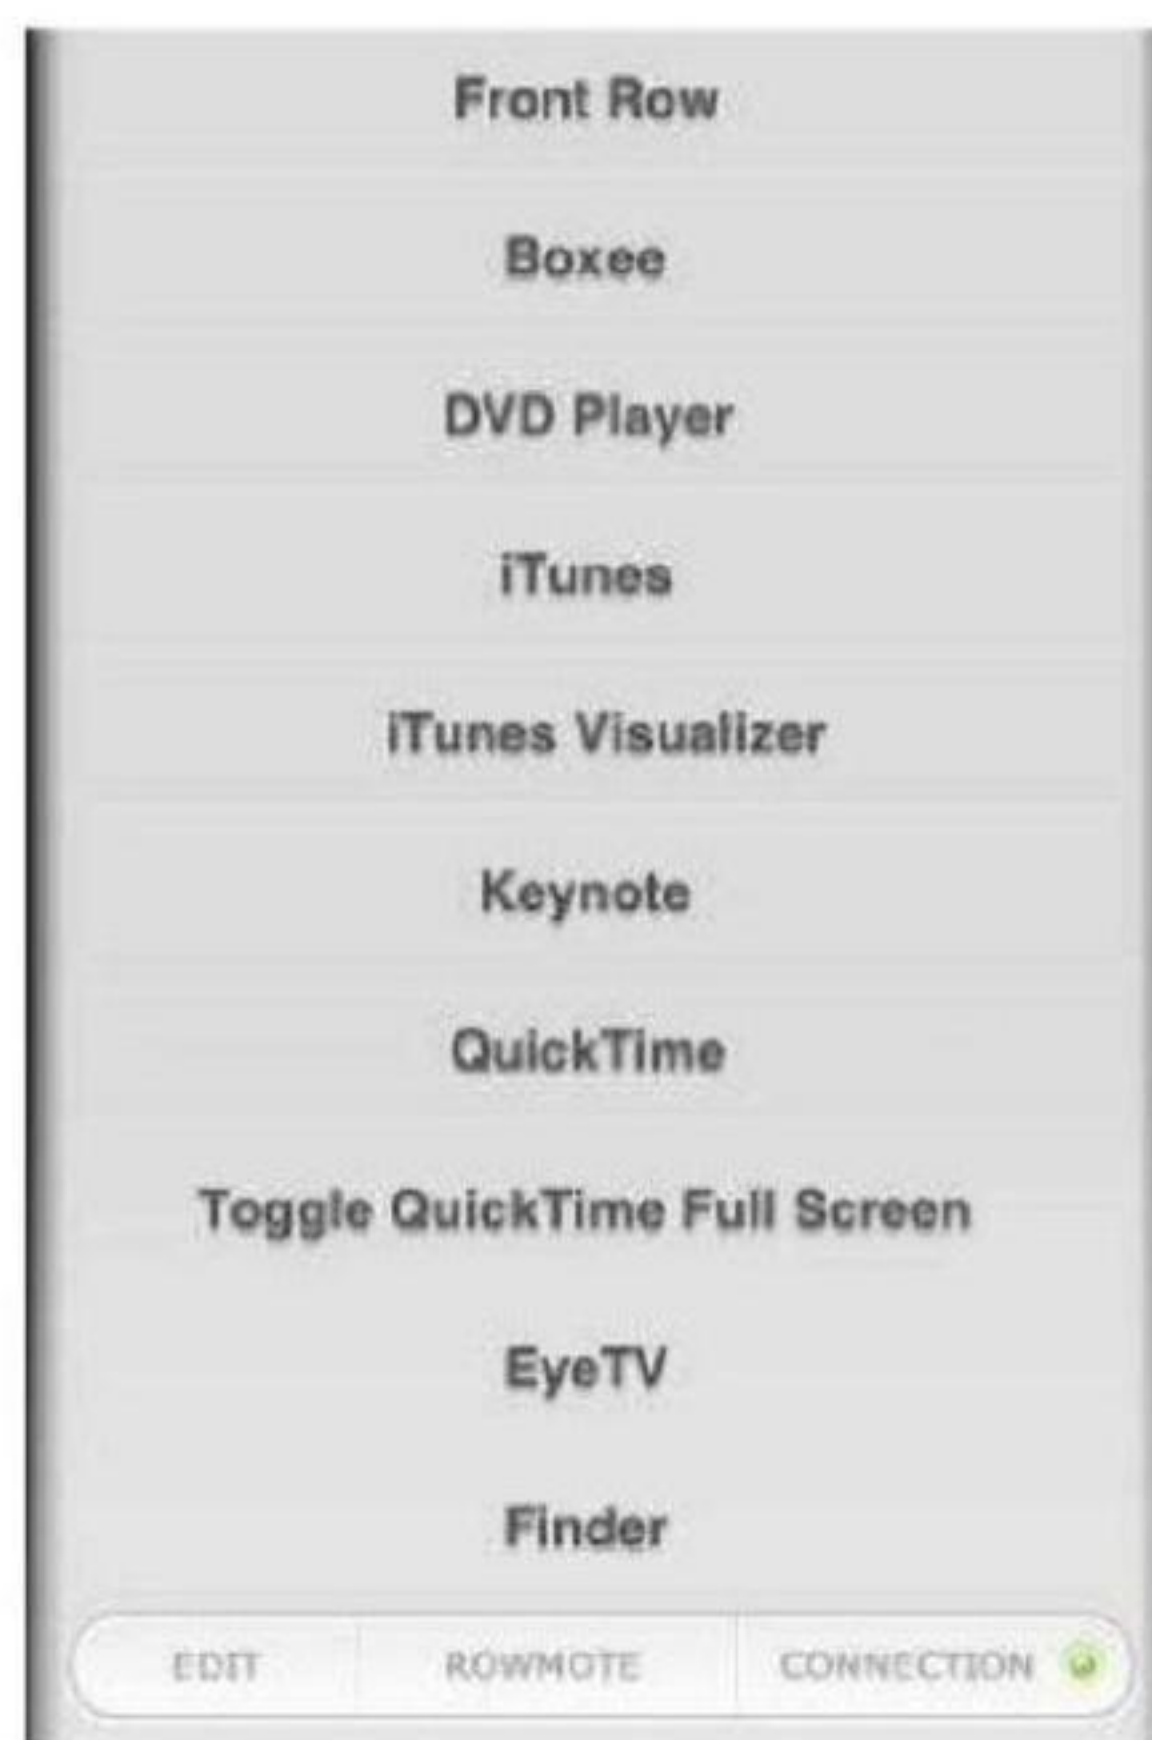 Front Row
Boxee
DVD Player
iTunes
iTunes Visualizer
Keynote
QuickTime
Toggle QuickTime Full Screen
EyeTV
Finder
EDIT ROWMOTE CONNECTION